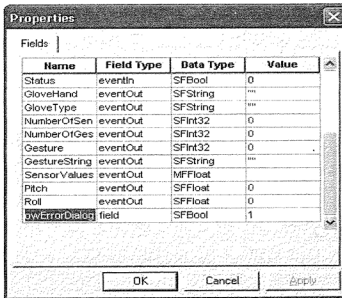 Properties
Fields
Name Field Type Data Type Value
Status eventIn SFBool 0
GloveHand eventOut SFString ""
GloveType eventOut SFString ""
NumberOfSen eventOut SFInt32 0
NumberOfGes eventOut SFInt32 0
Gesture eventOut SFInt32 0
GestureString eventOut SFString ""
SensorValues eventOut MFFloat
Pitch eventOut SFFloat 0
Roll eventOut SFFloat 0
owErrorDialog field SFBool 1
OK Cancel Apply